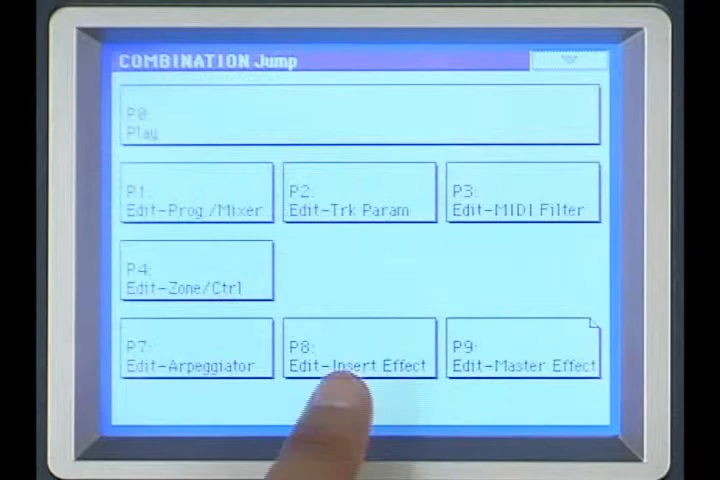 COMBINATION Jump
P0:
Play
P1:
Edit-Prog./Mixer
P2:
Edit-Trk Param
P3:
Edit-MIDI Filter
P4:
Edit-Zone/Ctrl
P7:
Edit-Arpeggiator
P8:
Edit-Insert Effect
P9:
Edit-Master Effect